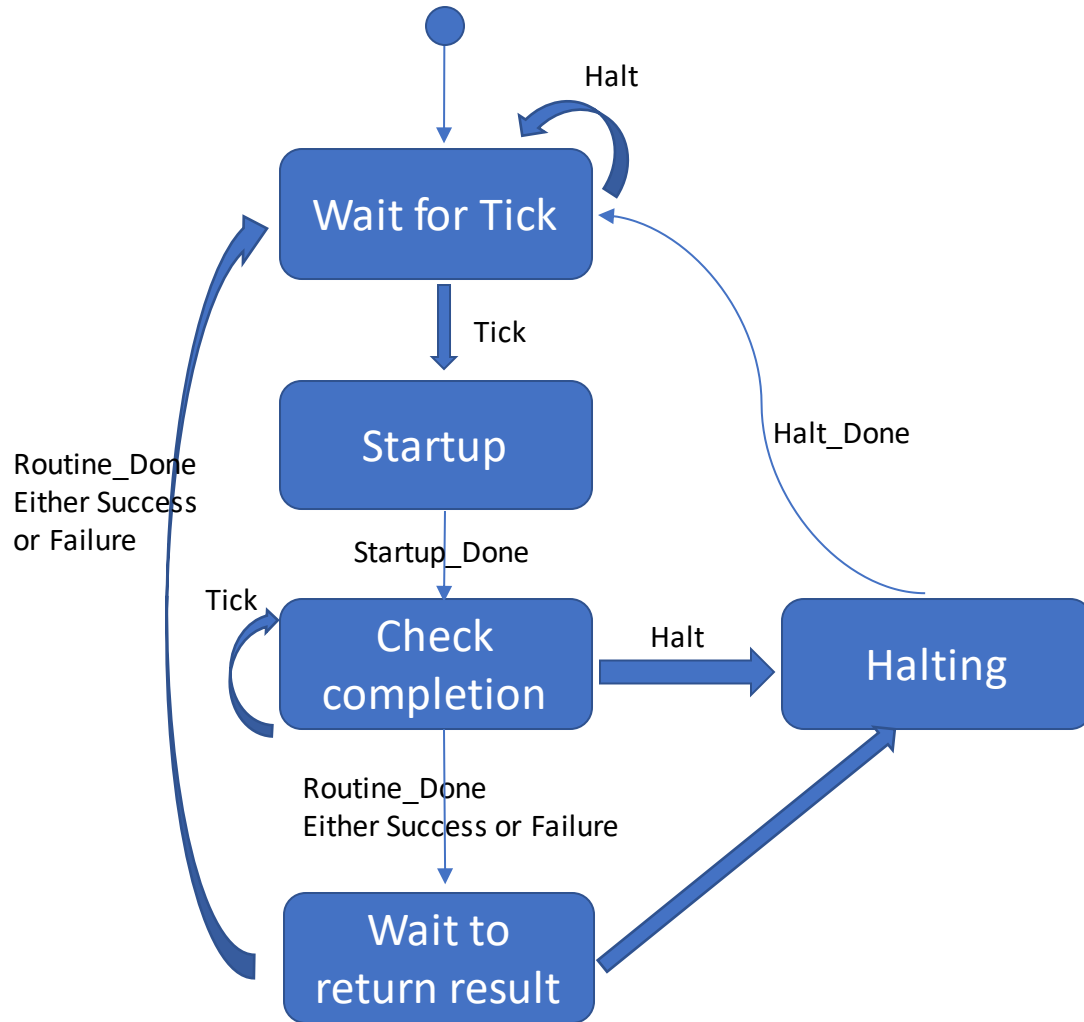 Halt
Wait for Tick
Tick
Startup
Halt_Done
Routine_Done
Either Success
or Failure
Startup_Done
Tick
Check
completion
Halt
Halting
Routine_Done
Either Success or Failure
Wait to
return result